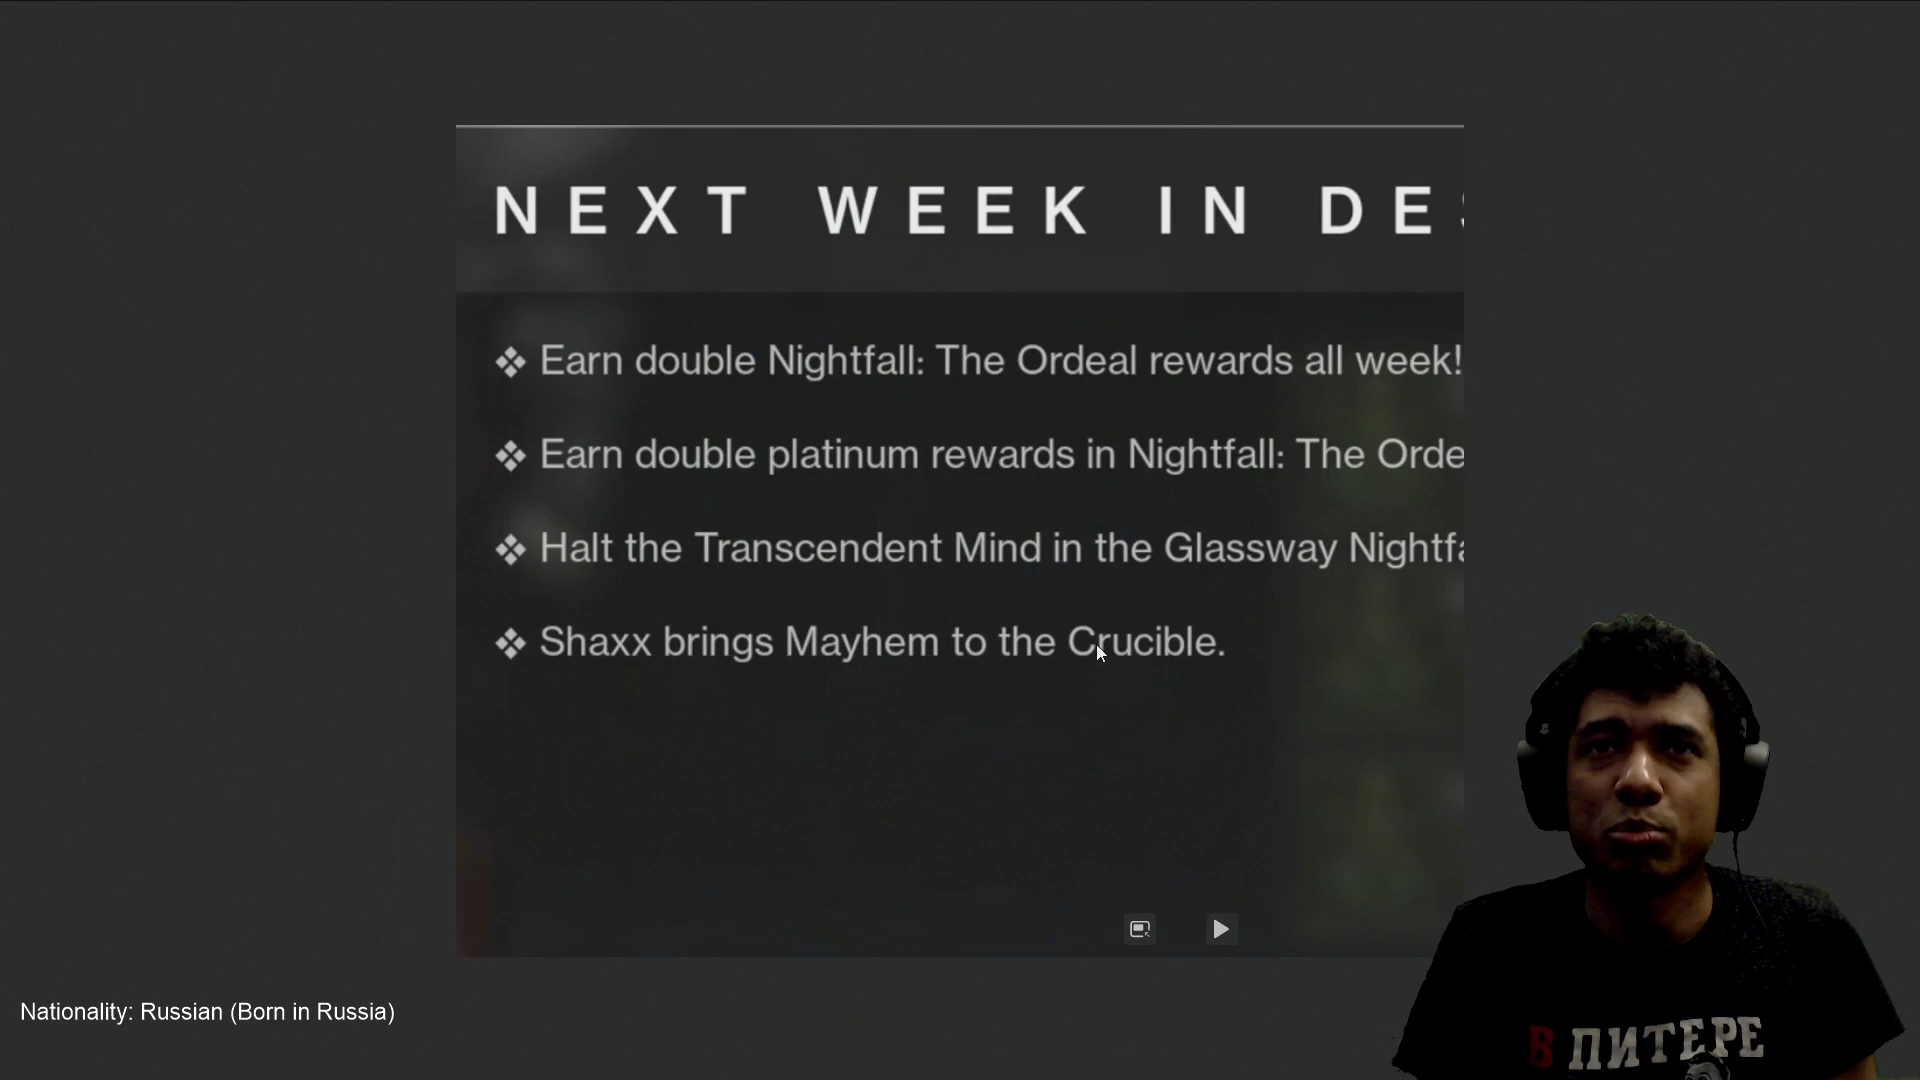 NEXT WEEK IN DES
❖ Earn double Nightfall: The Ordeal rewards all week!
❖ Earn double platinum rewards in Nightfall: The Orde
❖ Halt the Transcendent Mind in the Glassway Nightfa
❖ Shaxx brings Mayhem to the Crucible.
Nationality: Russian (Born in Russia)
В ПИТЕРЕ